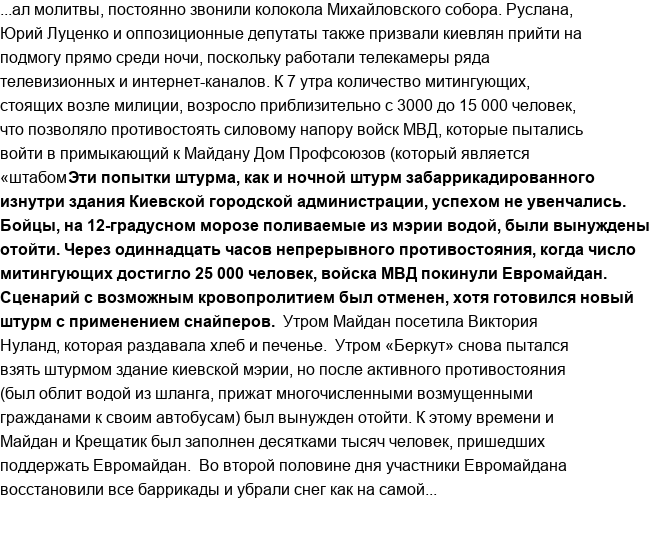 ...ал молитвы, постоянно звонили колокола Михайловского собора. Руслана,
Юрий Луценко и оппозиционные депутаты также призвали киевлян прийти на
подмогу прямо среди ночи, поскольку работали телекамеры ряда
телевизионных и интернет-каналов. К 7 утра количество митингующих,
стоящих возле милиции, возросло приблизительно с 3000 до 15 000 человек,
что позволяло противостоять силовому напору войск МВД, которые пытались
войти в примыкающий к Майдану Дом Профсоюзов (который является
«штабомЭти попытки штурма, как и ночной штурм забаррикадированного
изнутри здания Киевской городской администрации, успехом не увенчались.
Бойцы, на 12-градусном морозе поливаемые из мэрии водой, были вынуждены
отойти. Через одиннадцать часов непрерывного противостояния, когда число
митингующих достигло 25 000 человек, войска МВД покинули Евромайдан.
Сценарий с возможным кровопролитием был отменен, хотя готовился новый
штурм с применением снайперов.  Утром Майдан посетила Виктория
Нуланд, которая раздавала хлеб и печенье.  Утром «Беркут» снова пытался
взять штурмом здание киевской мэрии, но после активного противостояния
(был облит водой из шланга, прижат многочисленными возмущенными
гражданами к своим автобусам) был вынужден отойти. К этому времени и
Майдан и Крещатик был заполнен десятками тысяч человек, пришедших
поддержать Евромайдан.  Во второй половине дня участники Евромайдана
восстановили все баррикады и убрали снег как на самой...